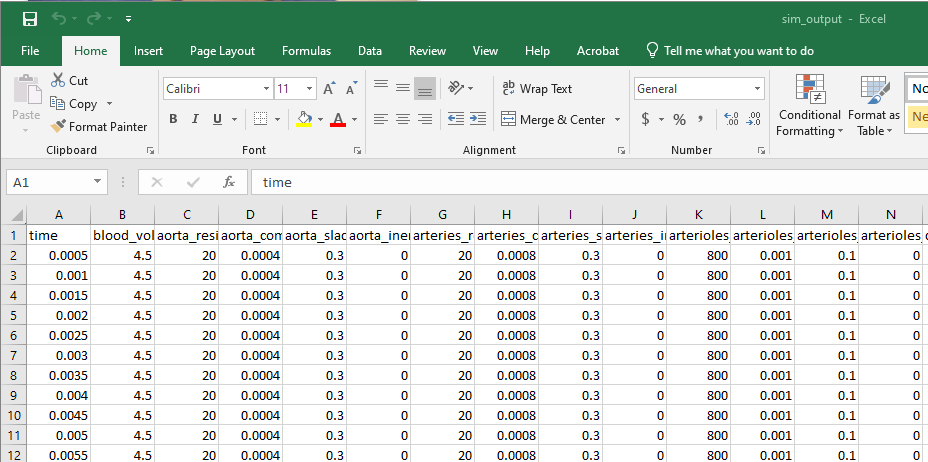 sim_output - Excel
File Home Insert Page Layout Formulas Data Review View Help Acrobat Tell me what you want to do
Cut
Copy
Format Painter
Paste
Clipboard
Calibri 11 A A
B I U A
Font
ab Wrap Text
Merge & Center
Alignment
General
$ % , .00 .00
Number
Conditional Formatting
Format as Table
No
Ne
A1 fx time
A B C D E F G H I J K L M N
1 time blood_vol aorta_resi aorta_com aorta_slac aorta_iner arteries_r arteries_c arteries_s arteries_i arterioles_ arterioles_ arterioles_ arterioles_
2 0.0005 4.5 20 0.0004 0.3 0 20 0.0008 0.3 0 800 0.001 0.1 0
3 0.001 4.5 20 0.0004 0.3 0 20 0.0008 0.3 0 800 0.001 0.1 0
4 0.0015 4.5 20 0.0004 0.3 0 20 0.0008 0.3 0 800 0.001 0.1 0
5 0.002 4.5 20 0.0004 0.3 0 20 0.0008 0.3 0 800 0.001 0.1 0
6 0.0025 4.5 20 0.0004 0.3 0 20 0.0008 0.3 0 800 0.001 0.1 0
7 0.003 4.5 20 0.0004 0.3 0 20 0.0008 0.3 0 800 0.001 0.1 0
8 0.0035 4.5 20 0.0004 0.3 0 20 0.0008 0.3 0 800 0.001 0.1 0
9 0.004 4.5 20 0.0004 0.3 0 20 0.0008 0.3 0 800 0.001 0.1 0
10 0.0045 4.5 20 0.0004 0.3 0 20 0.0008 0.3 0 800 0.001 0.1 0
11 0.005 4.5 20 0.0004 0.3 0 20 0.0008 0.3 0 800 0.001 0.1 0
12 0.0055 4.5 20 0.0004 0.3 0 20 0.0008 0.3 0 800 0.001 0.1 0